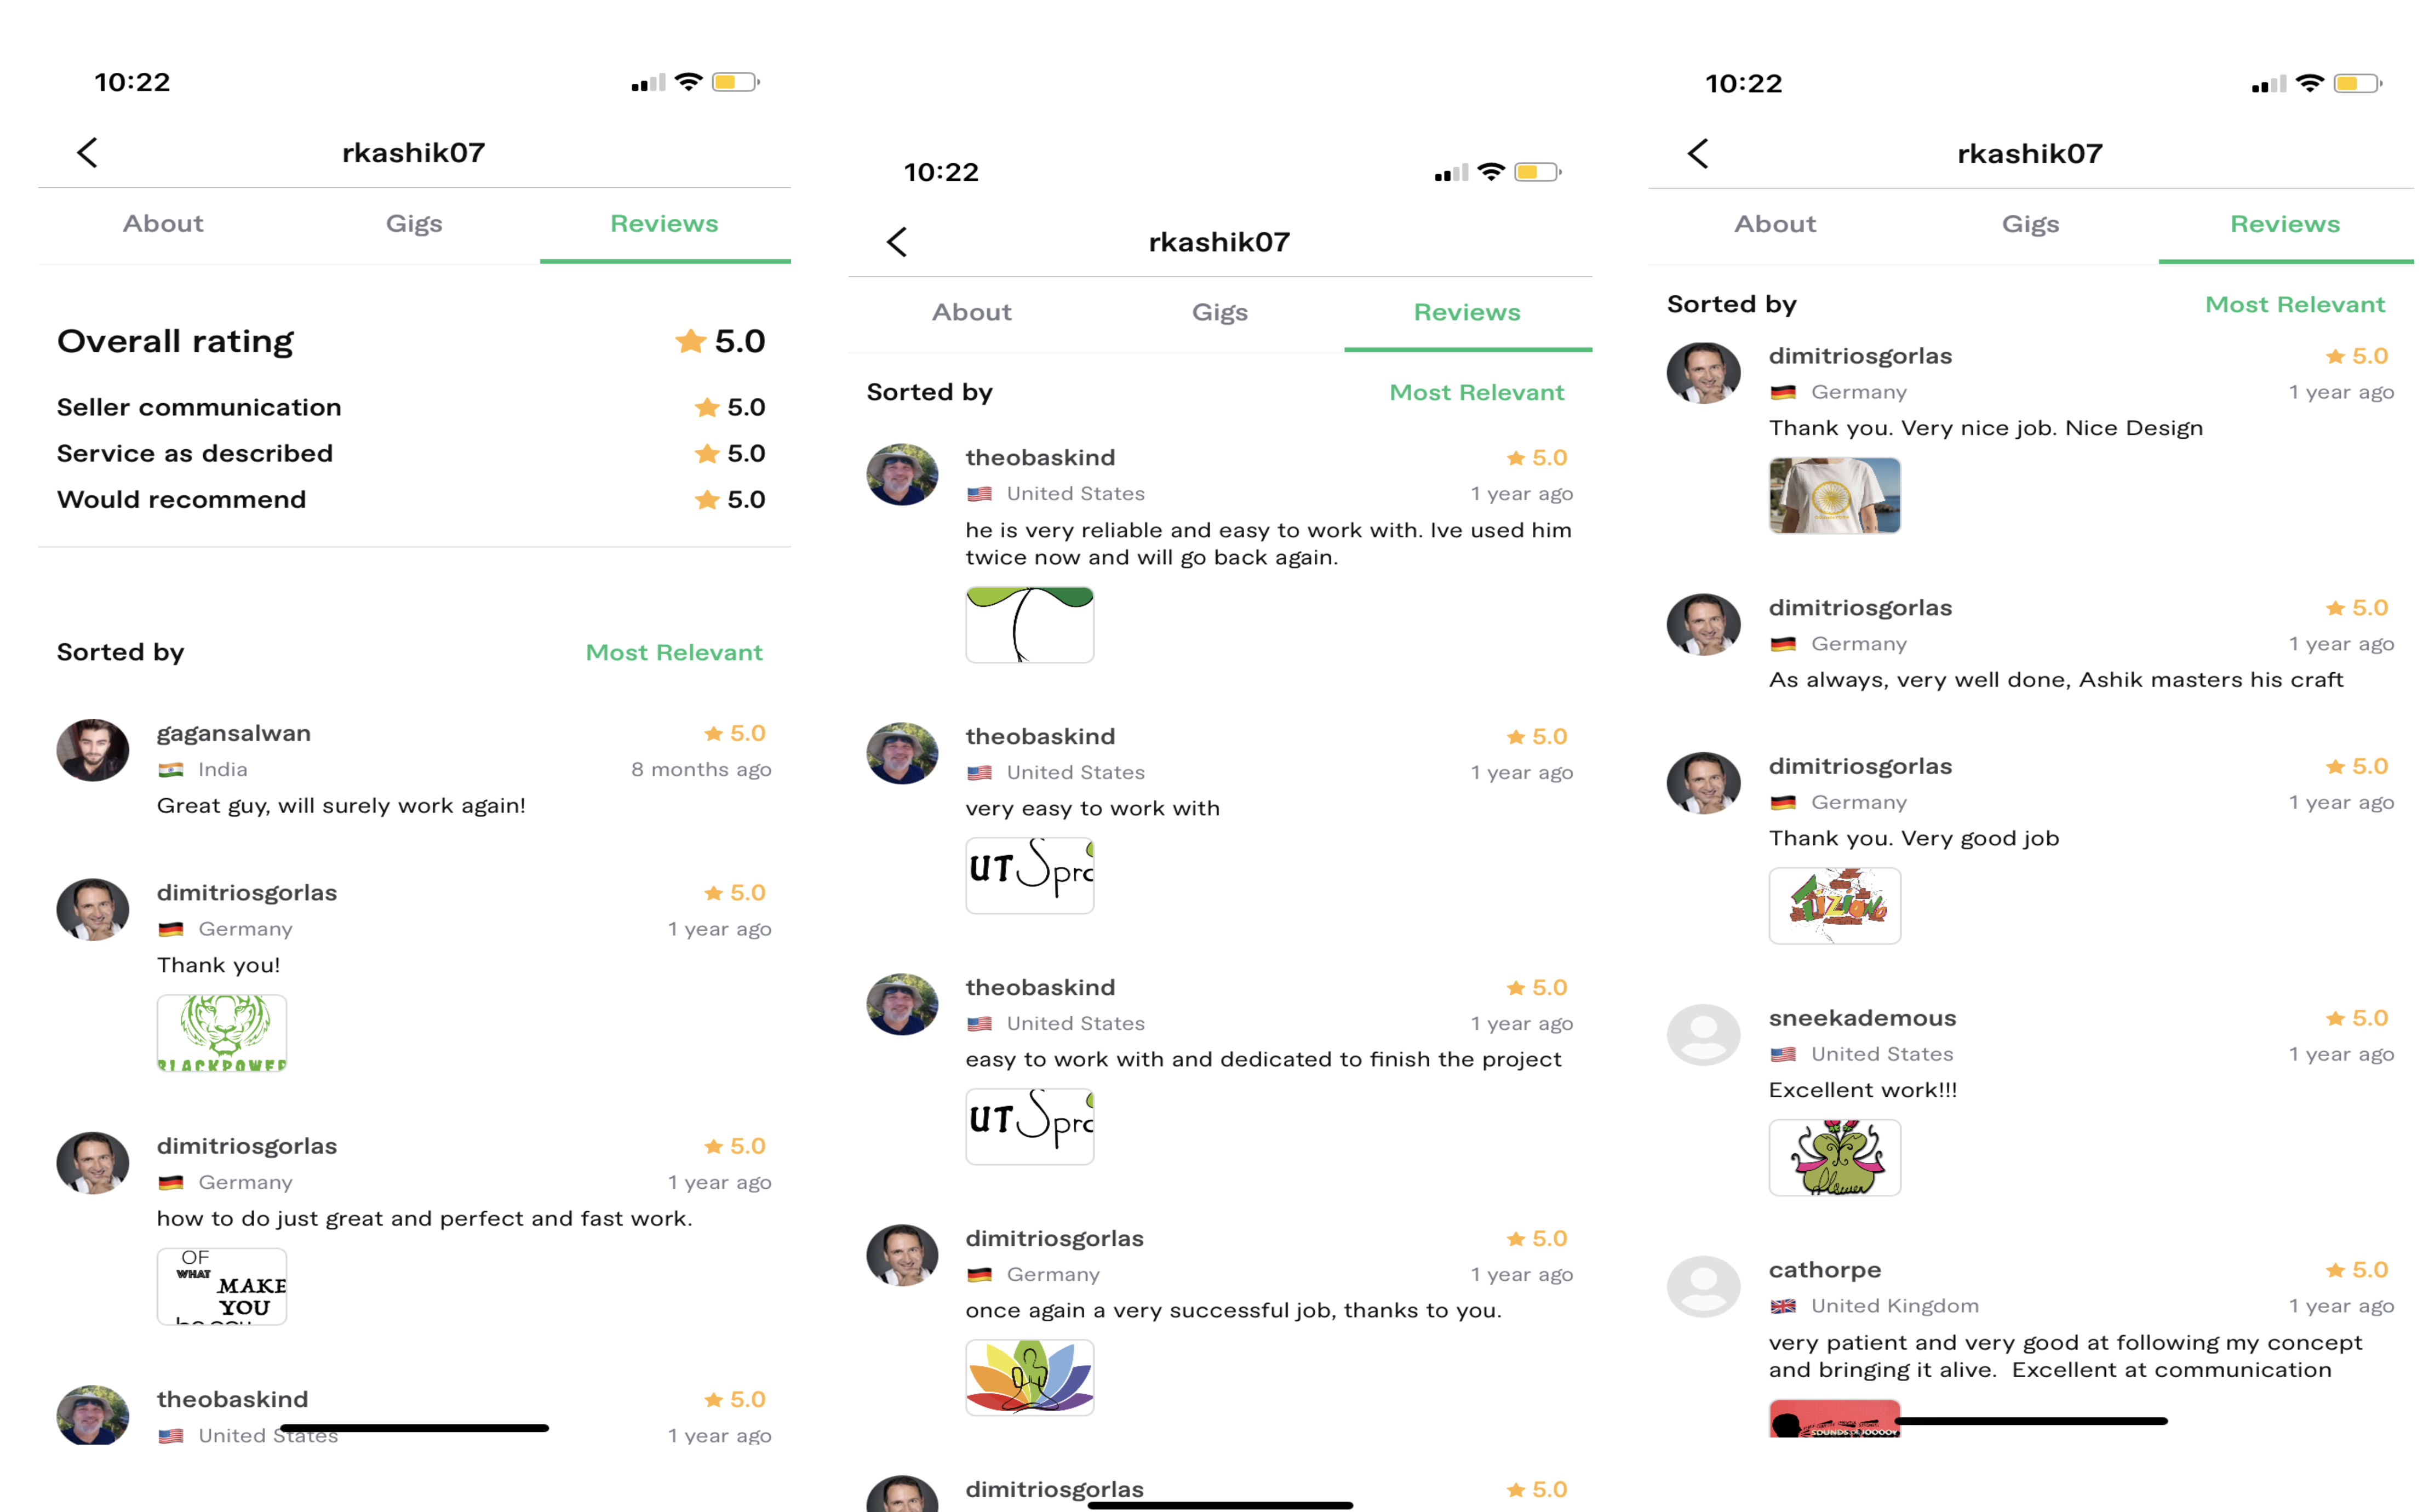 10:22
rkashik07
About Gigs Reviews
Overall rating 5.0
Seller communication 5.0
Service as described 5.0
Would recommend 5.0
Sorted by Most Relevant
gagansalwan 5.0
India 8 months ago
Great guy, will surely work again!
dimitriosgorlas 5.0
Germany 1 year ago
Thank you!
BLACKPOWER
dimitriosgorlas 5.0
Germany 1 year ago
how to do just great and perfect and fast work.
OF
WHAT
MAKE
YOU
theobaskind 5.0
United States 1 year ago
10:22
rkashik07
About Gigs Reviews
Sorted by Most Relevant
theobaskind 5.0
United States 1 year ago
he is very reliable and easy to work with. Ive used him
twice now and will go back again.
theobaskind 5.0
United States 1 year ago
very easy to work with
UT Spro
theobaskind 5.0
United States 1 year ago
easy to work with and dedicated to finish the project
UT Spro
dimitriosgorlas 5.0
Germany 1 year ago
once again a very successful job, thanks to you.
dimitriosgorlas 5.0
10:22
rkashik07
About Gigs Reviews
Sorted by Most Relevant
dimitriosgorlas 5.0
Germany 1 year ago
Thank you. Very nice job. Nice Design
dimitriosgorlas 5.0
Germany 1 year ago
As always, very well done, Ashik masters his craft
dimitriosgorlas 5.0
Germany 1 year ago
Thank you. Very good job
sneekademous 5.0
United States 1 year ago
Excellent work!!!
flower
cathorpe 5.0
United Kingdom 1 year ago
very patient and very good at following my concept
and bringing it alive. Excellent at communication